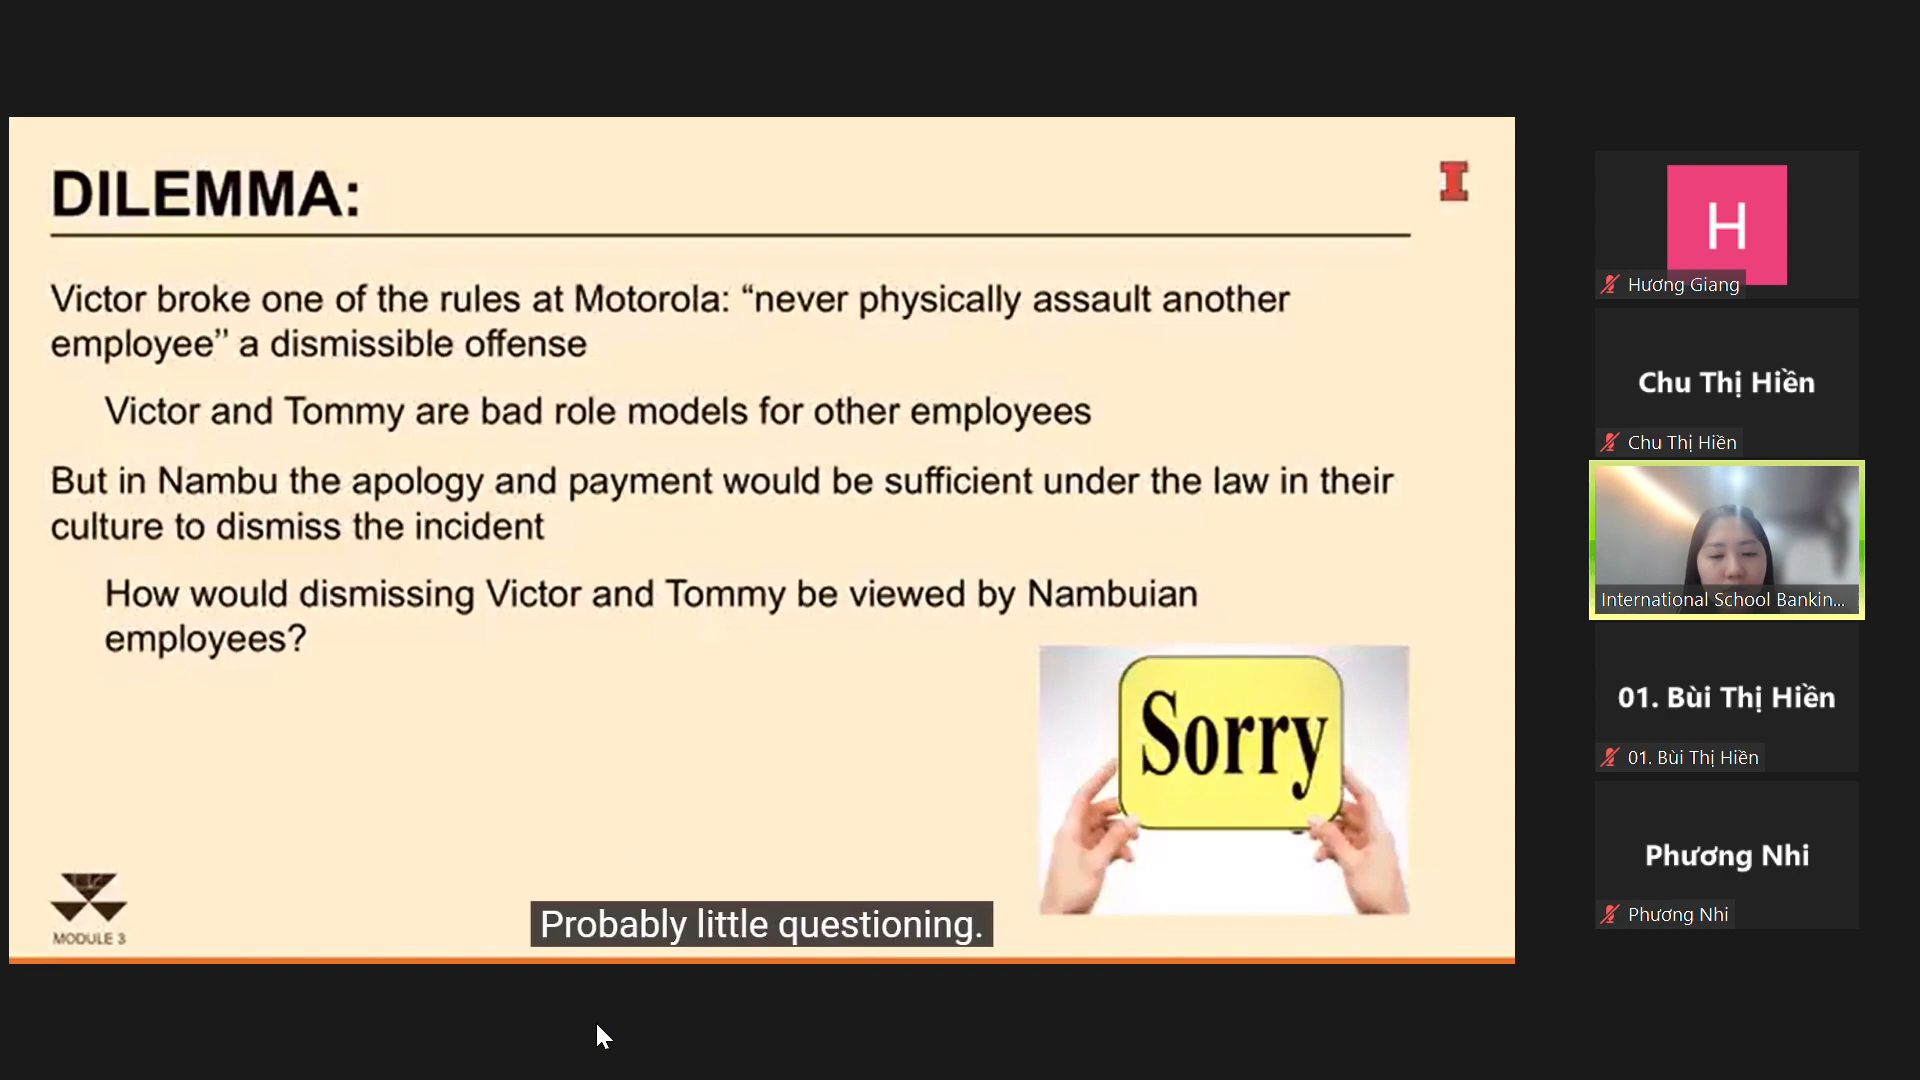 DILEMMA:
Victor broke one of the rules at Motorola: “never physically assault another
employee” a dismissible offense
Victor and Tommy are bad role models for other employees
But in Nambu the apology and payment would be sufficient under the law in their
culture to dismiss the incident
How would dismissing Victor and Tommy be viewed by Nambuian
employees?
Sorry
MODULE 3
Probably little questioning.
H
Hương Giang
Chu Thị Hiền
Chu Thị Hiền
International School Bankin...
01. Bùi Thị Hiền
01. Bùi Thị Hiền
Phương Nhi
Phương Nhi